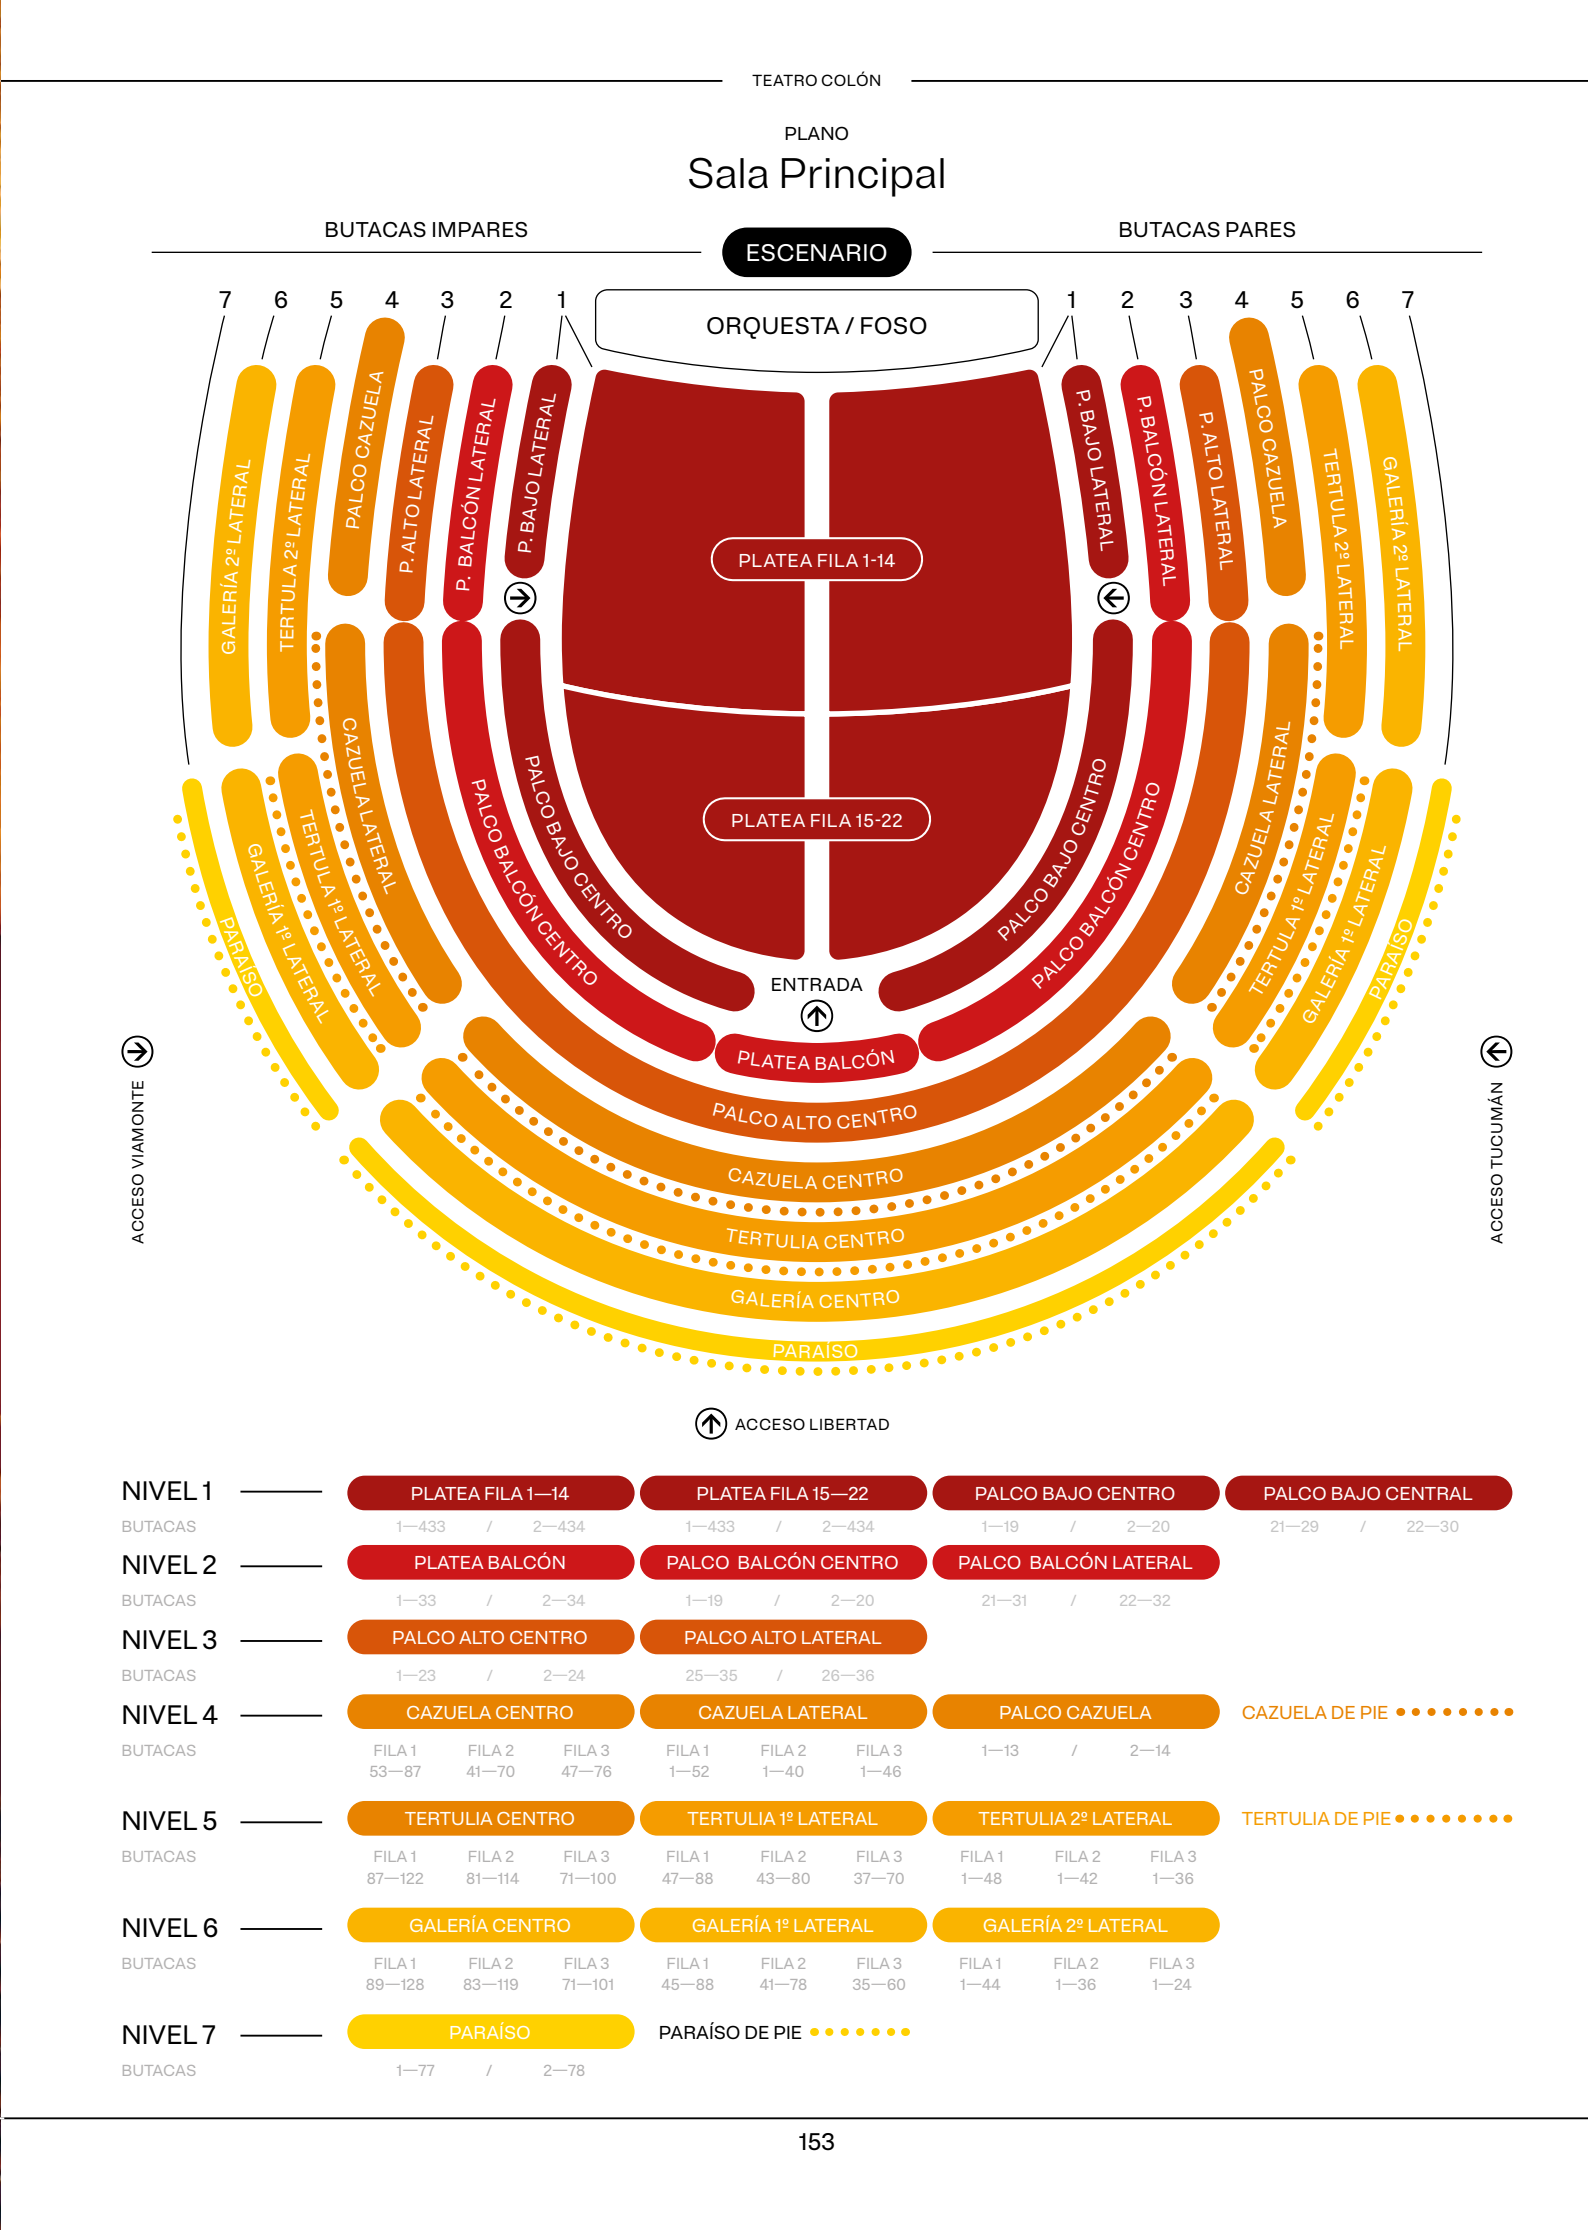 TEATRO COLÓN
PLANO
Sala Principal
BUTACAS IMPARES
BUTACAS PARES
ESCENARIO
7 6 5 4 3 2 1
1 2 3 4 5 6 7
ORQUESTA / FOSO
GALERÍA 2º LATERAL
TERTULA 2º LATERAL
PALCO CAZUELA
P. ALTO LATERAL
P. BALCÓN LATERAL
P. BAJO LATERAL
P. BAJO LATERAL
P. BALCÓN LATERAL
P. ALTO LATERAL
PALCO CAZUELA
TERTULA 2º LATERAL
GALERÍA 2º LATERAL
PLATEA FILA 1-14
PLATEA FILA 15-22
PARAÍSO
GALERÍA 1º LATERAL
TERTULA 1º LATERAL
CAZUELA LATERAL
PALCO BALCÓN CENTRO
PALCO BAJO CENTRO
PALCO BAJO CENTRO
PALCO BALCÓN CENTRO
CAZUELA LATERAL
TERTULA 1º LATERAL
GALERÍA 1º LATERAL
PARAÍSO
ENTRADA
PLATEA BALCÓN
PALCO ALTO CENTRO
CAZUELA CENTRO
TERTULIA CENTRO
GALERÍA CENTRO
PARAÍSO
ACCESO VIAMONTE
ACCESO TUCUMÁN
ACCESO LIBERTAD
NIVEL 1 PLATEA FILA 1—14 PLATEA FILA 15—22 PALCO BAJO CENTRO PALCO BAJO CENTRAL
BUTACAS 1—433 / 2—434 1—433 / 2—434 1—19 / 2—20 21—29 / 22—30
NIVEL 2 PLATEA BALCÓN PALCO BALCÓN CENTRO PALCO BALCÓN LATERAL
BUTACAS 1—33 / 2—34 1—19 / 2—20 21—31 / 22—32
NIVEL 3 PALCO ALTO CENTRO PALCO ALTO LATERAL
BUTACAS 1—23 / 2—24 25—35 / 26—36
NIVEL 4 CAZUELA CENTRO CAZUELA LATERAL PALCO CAZUELA CAZUELA DE PIE
BUTACAS FILA 1 FILA 2 FILA 3 FILA 1 FILA 2 FILA 3 1—13 / 2—14
53—87 41—70 47—76 1—52 1—40 1—46
NIVEL 5 TERTULIA CENTRO TERTULIA 1º LATERAL TERTULIA 2º LATERAL TERTULIA DE PIE
BUTACAS FILA 1 FILA 2 FILA 3 FILA 1 FILA 2 FILA 3 FILA 1 FILA 2 FILA 3
87—122 81—114 71—100 47—88 43—80 37—70 1—48 1—42 1—36
NIVEL 6 GALERÍA CENTRO GALERÍA 1º LATERAL GALERÍA 2º LATERAL
BUTACAS FILA 1 FILA 2 FILA 3 FILA 1 FILA 2 FILA 3 FILA 1 FILA 2 FILA 3
89—128 83—119 71—101 45—88 41—78 35—60 1—44 1—36 1—24
NIVEL 7 PARAÍSO PARAÍSO DE PIE
BUTACAS 1—77 / 2—78
153